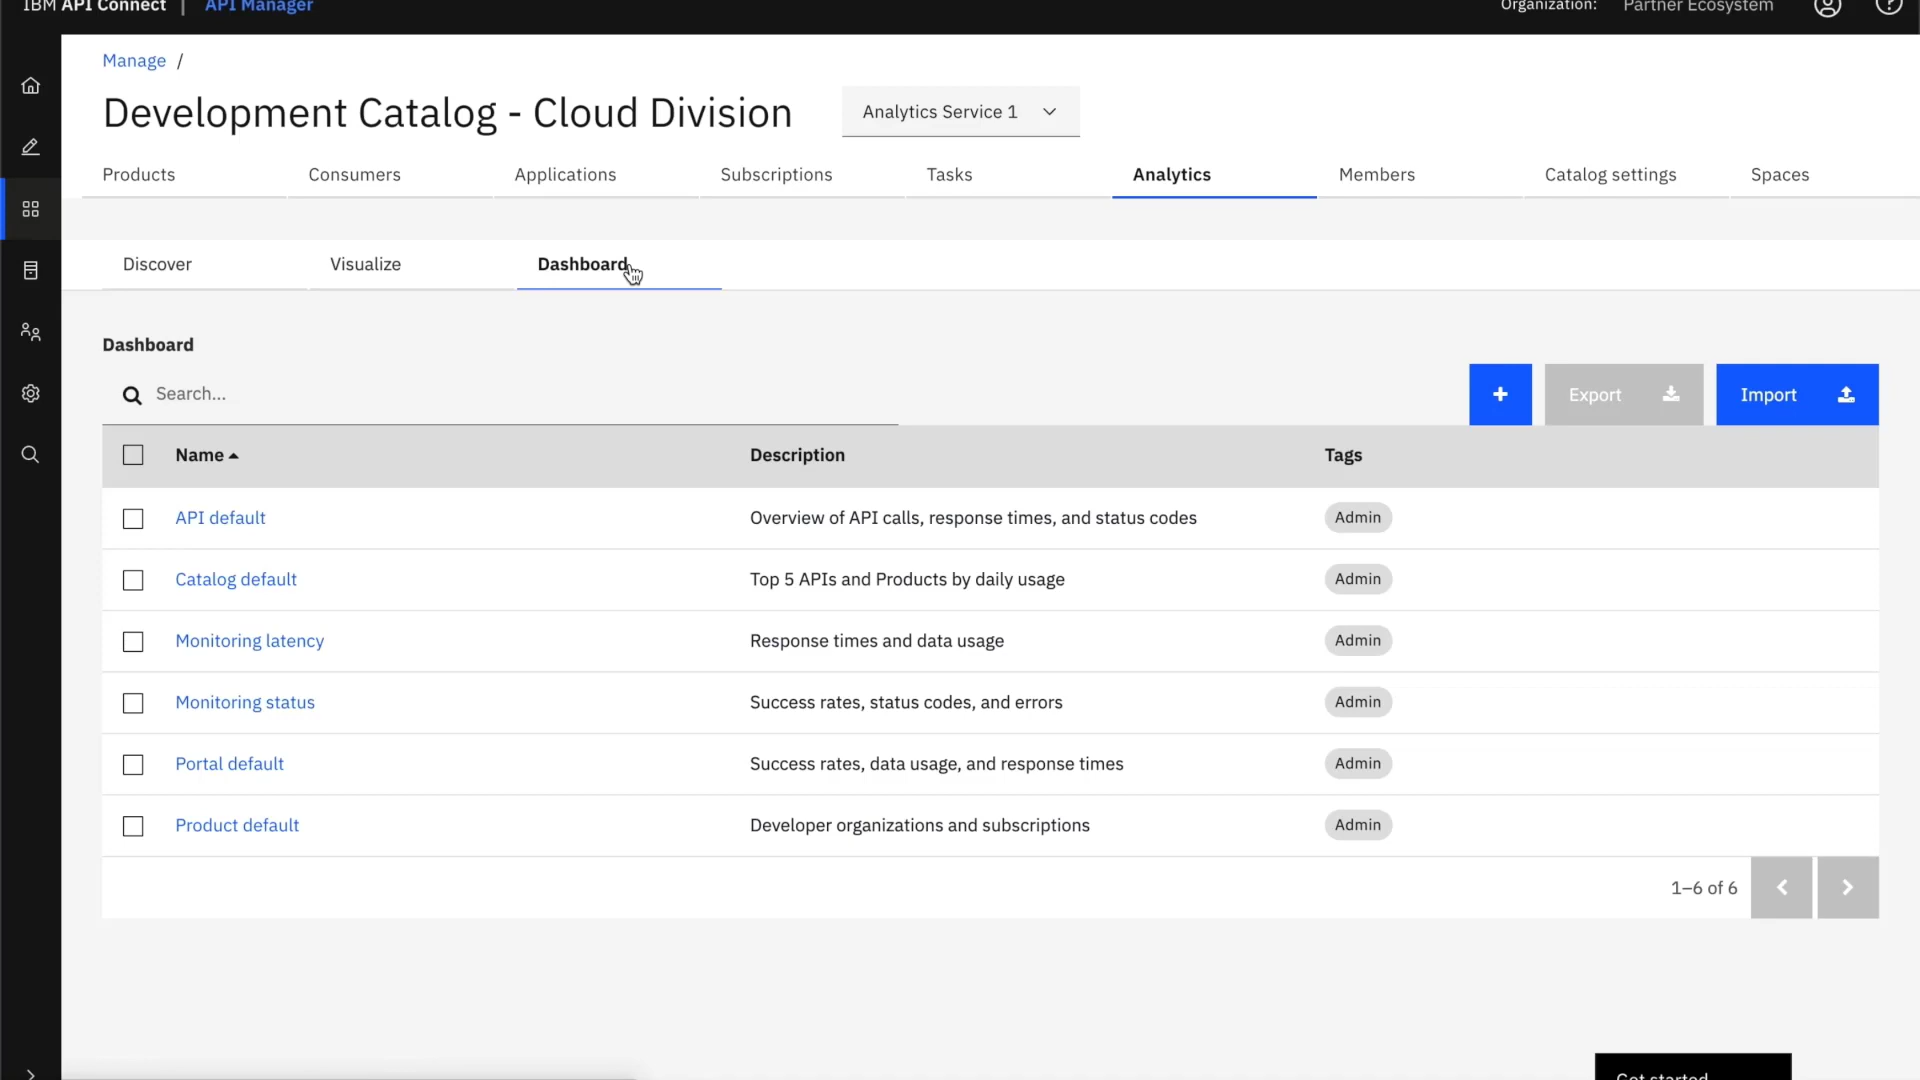 IBM API Connect | API Manager Organization: Partner Ecosystem
Manage /
Development Catalog - Cloud Division
Analytics Service 1
Products Consumers Applications Subscriptions Tasks Analytics Members Catalog settings Spaces
Discover Visualize Dashboard
Dashboard
Search...
+ Export Import
Name Description Tags
API default Overview of API calls, response times, and status codes Admin
Catalog default Top 5 APIs and Products by daily usage Admin
Monitoring latency Response times and data usage Admin
Monitoring status Success rates, status codes, and errors Admin
Portal default Success rates, data usage, and response times Admin
Product default Developer organizations and subscriptions Admin
1–6 of 6
Get started